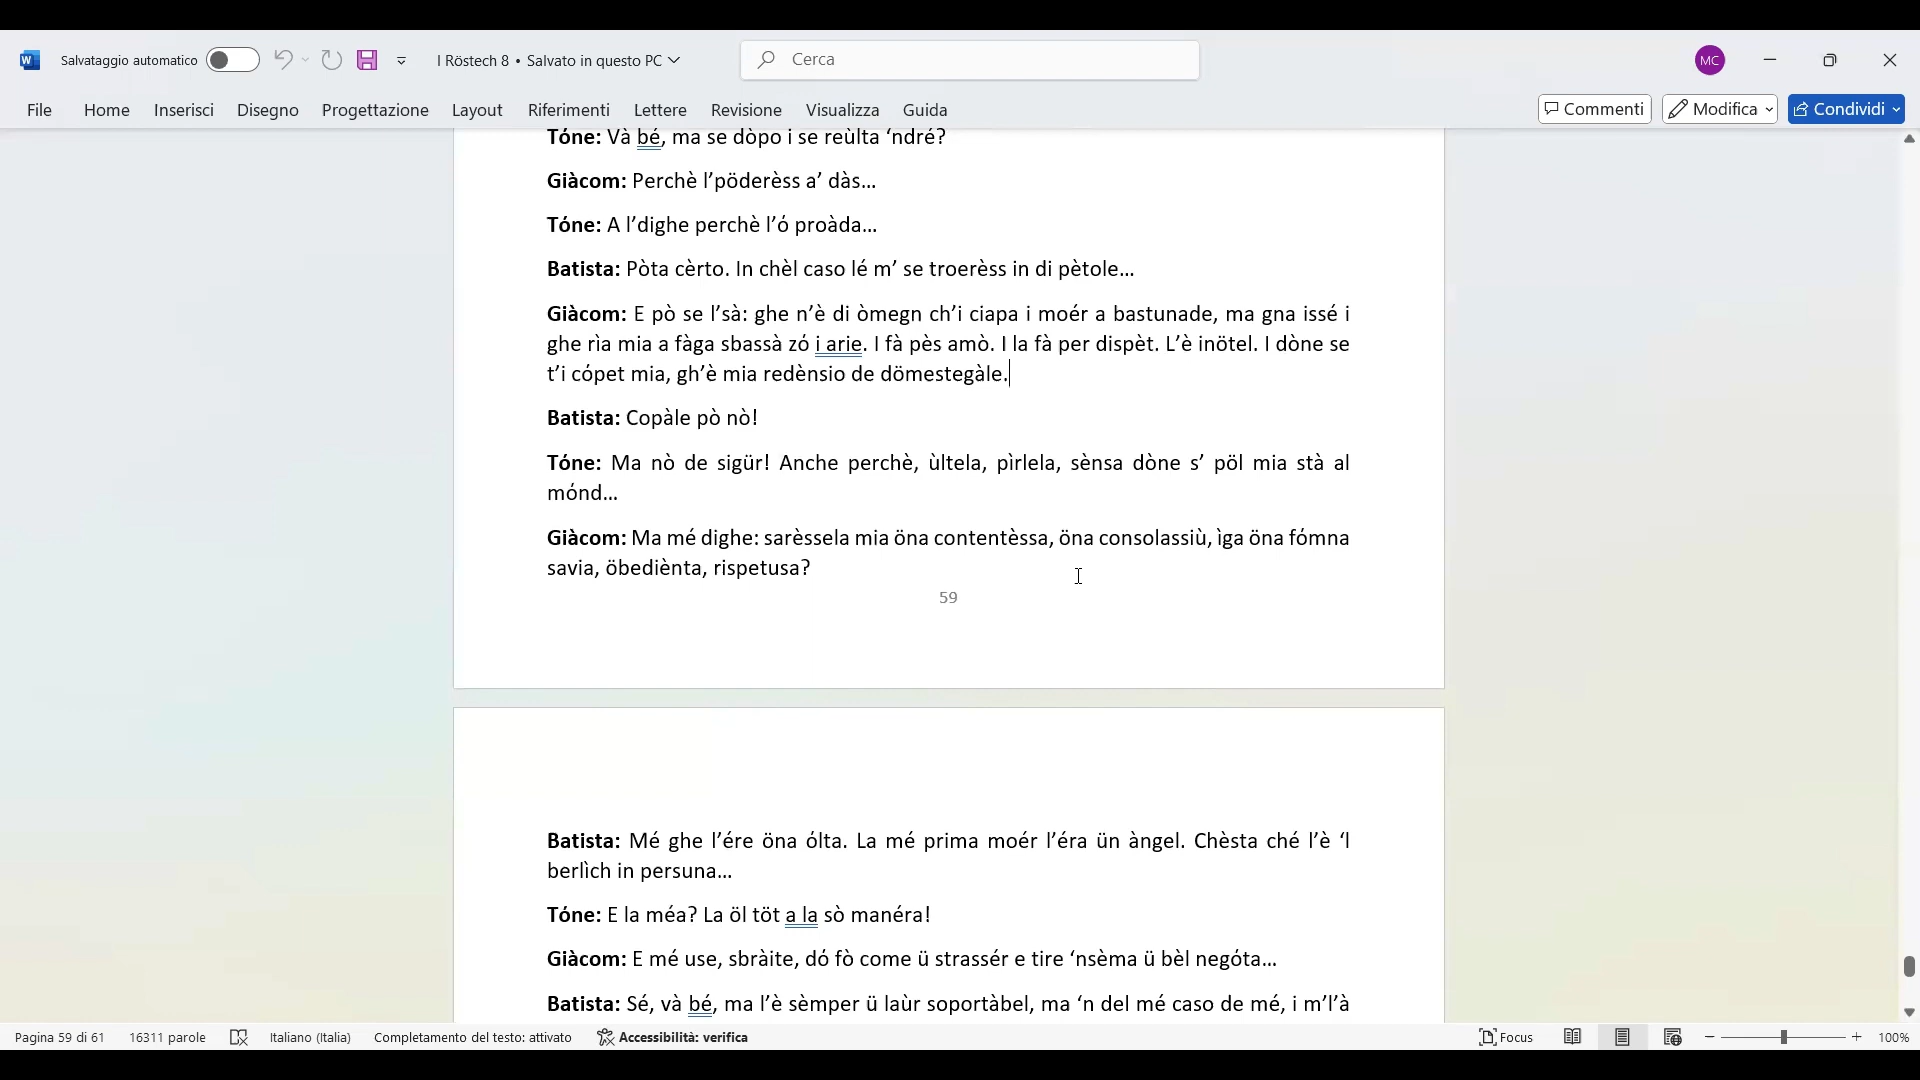 Salvataggio automatico
I Röstech 8 • Salvato in questo PC
Cerca
MC
File Home Inserisci Disegno Progettazione Layout Riferimenti Lettere Revisione Visualizza Guida
Commenti Modifica Condividi
Tóne: Và bé, ma se dòpo i se reùlta ‘ndré?
Giàcom: Perchè l’pöderèss a’ dàs...
Tóne: A l’dighe perchè l’ó proàda...
Batista: Pòta cèrto. In chèl caso lé m’ se troerèss in di pètole...
Giàcom: E pò se l’sà: ghe n’è di òmegn ch’i ciapa i moér a bastunade, ma gna issé i
ghe rìa mia a fàga sbassà zó i arie. I fà pès amò. I la fà per dispèt. L’è inötel. I dòne se
t’i cópet mia, gh’è mia redènsio de dömestegàle.
Batista: Copàle pò nò!
Tóne: Ma nò de sigür! Anche perchè, ùltela, pìrlela, sènsa dòne s’ pöl mia stà al
mónd...
Giàcom: Ma mé dighe: sarèssela mia öna contentèssa, öna consolassiù, ìga öna fómna
savia, öbediènta, rispetusa?
59
Batista: Mé ghe l’ére öna ólta. La mé prima moér l’éra ün àngel. Chèsta ché l’è ‘l
berlìch in persuna...
Tóne: E la méa? La öl töt a la sò manéra!
Giàcom: E mé use, sbràite, dó fò come ü strassér e tire ‘nsèma ü bèl negóta...
Batista: Sé, và bé, ma l’è sèmper ü laùr soportàbel, ma ‘n del mé caso de mé, i m’l’à
Pagina 59 di 61 16311 parole Italiano (Italia) Completamento del testo: attivato Accessibilità: verifica Focus 100%